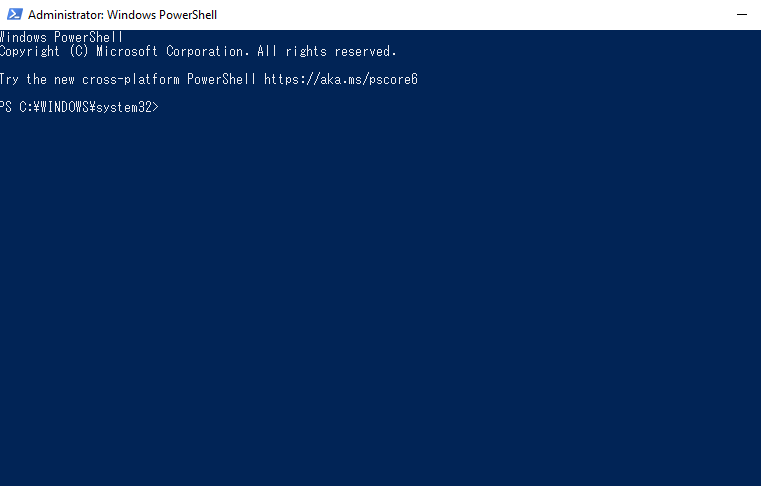 Administrator: Windows PowerShell
Windows PowerShell
Copyright (C) Microsoft Corporation. All rights reserved.
Try the new cross-platform PowerShell https://aka.ms/pscore6
PS C:¥WINDOWS¥system32>